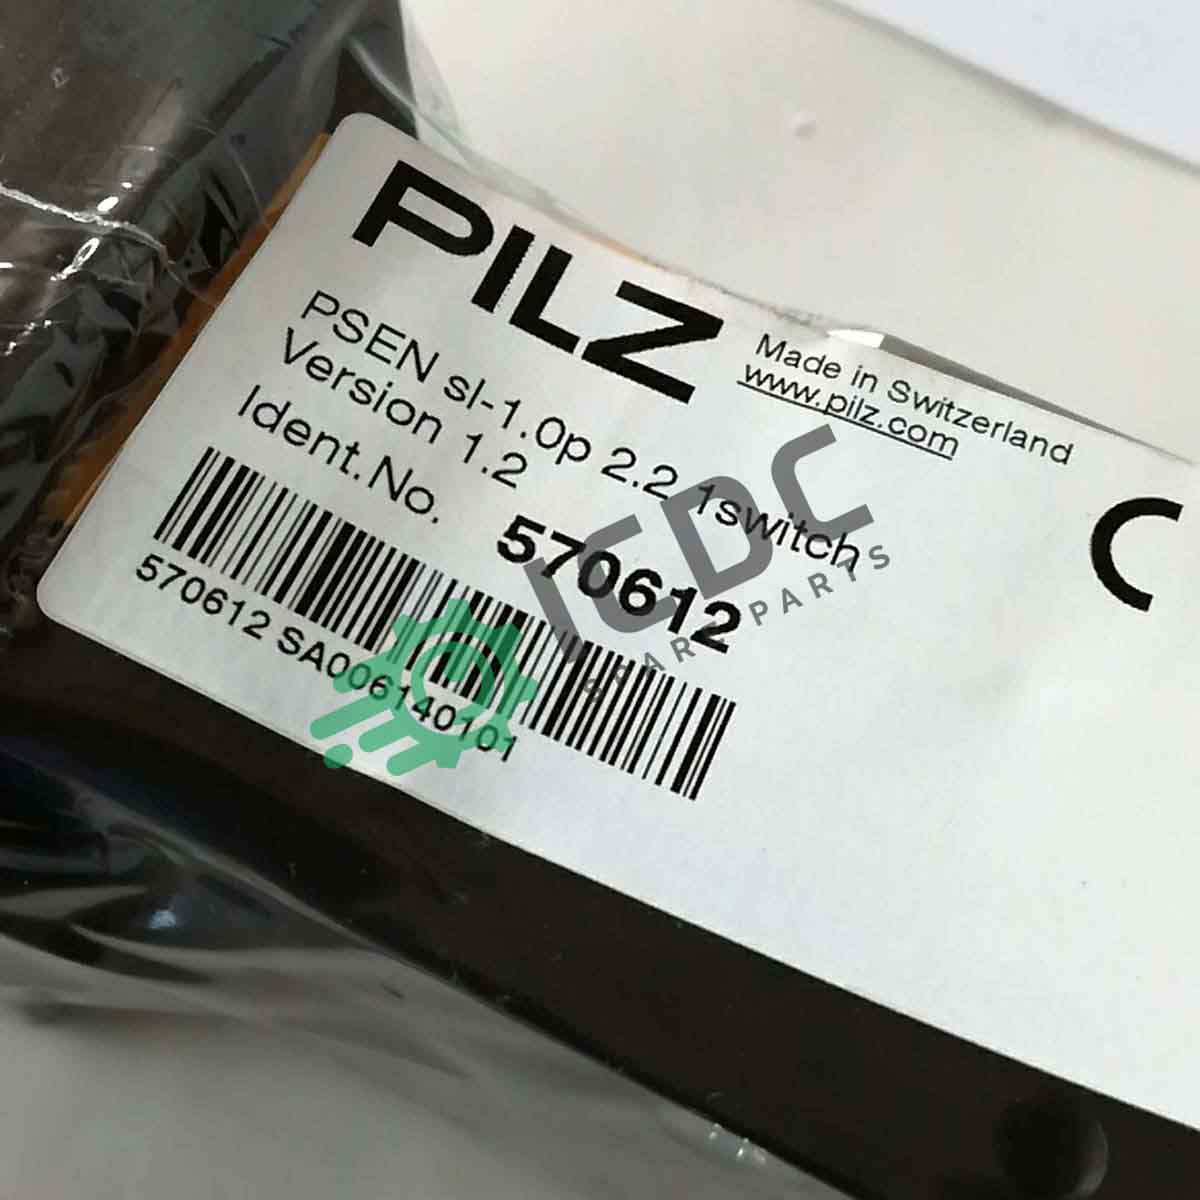 PILZ
Made in Switzerland
www.pilz.com
PSEN sl-1.0p 2.2 1switch
Version 1.2
Ident.No. 570612
570612 SA006140101
C
ICDC
SPARE PARTS